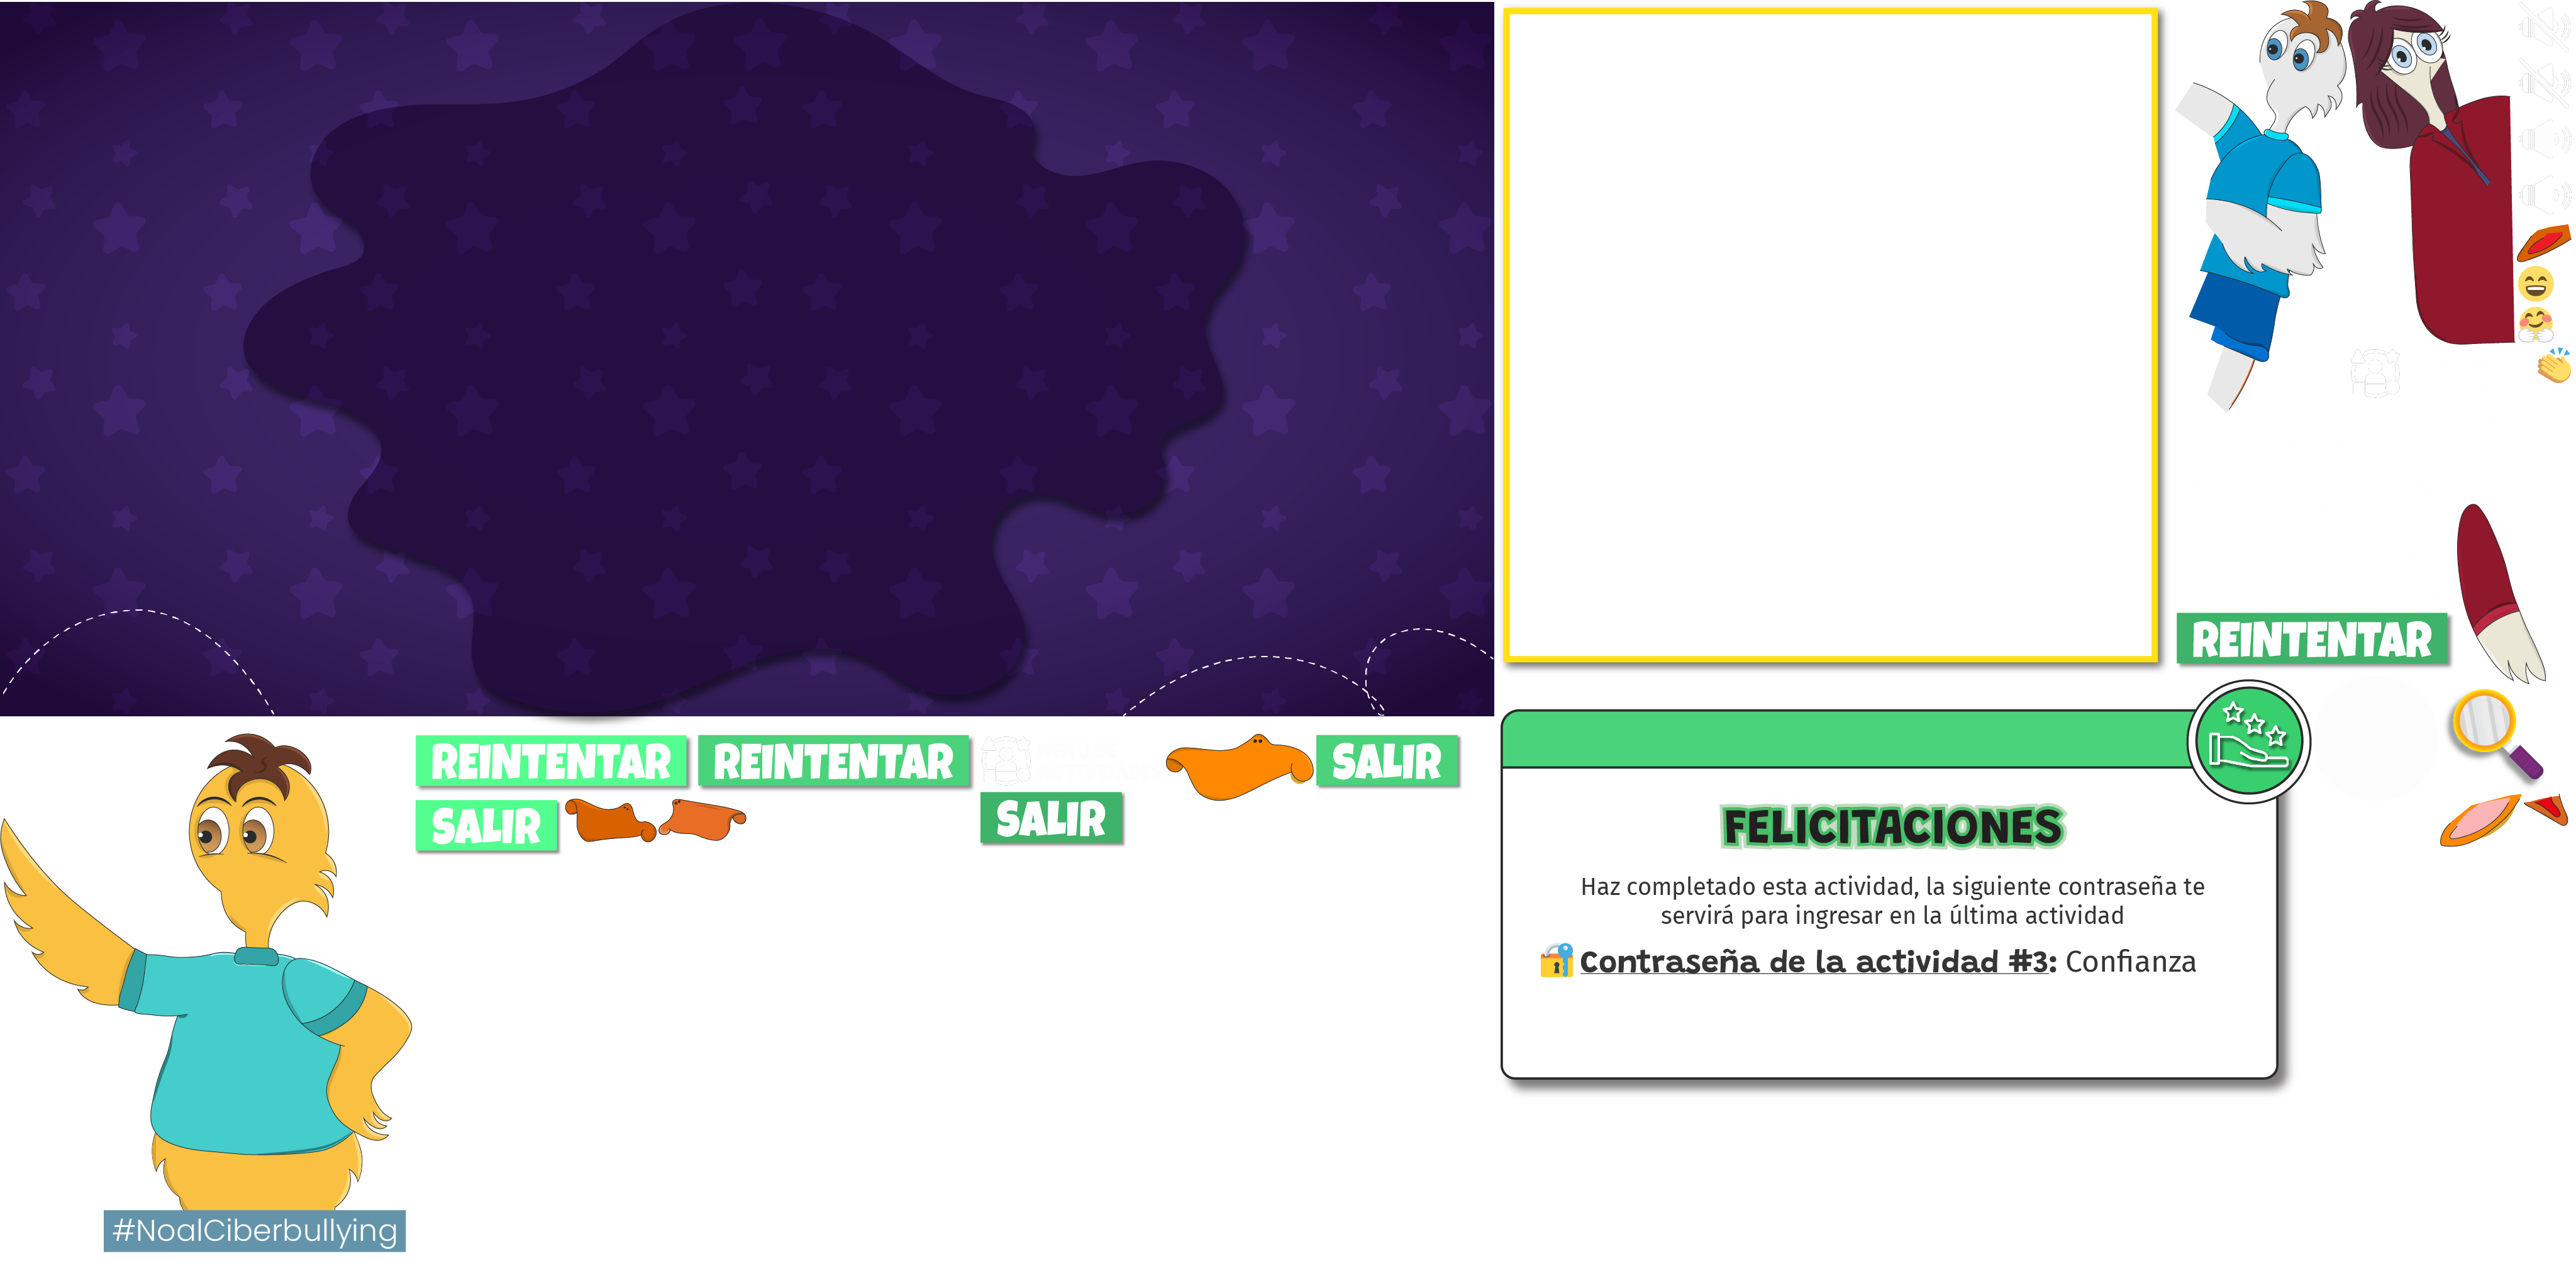 REINTENTAR
REINTENTAR
REINTENTAR
SALIR
SALIR
SALIR
FELICITACIONES
Haz completado esta actividad, la siguiente contraseña te
servirá para ingresar en la última actividad
Contraseña de la actividad #3: Confianza
#NoalCiberbullying